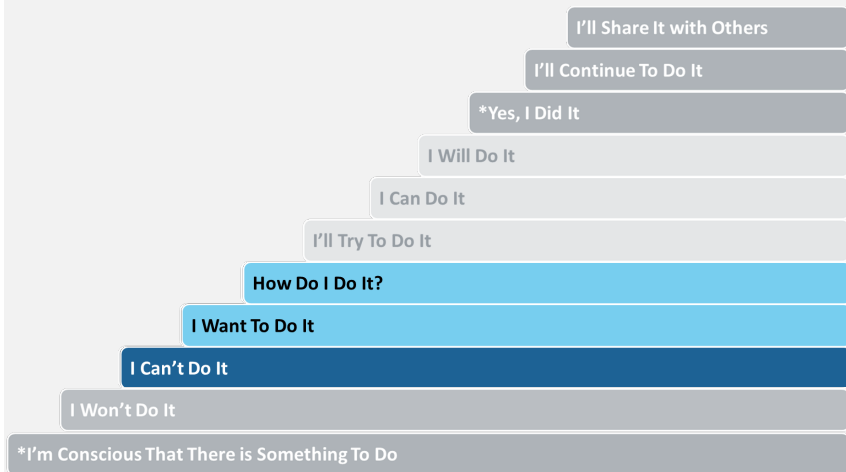 I’ll Share It with Others
I’ll Continue To Do It
*Yes, I Did It
I Will Do It
I Can Do It
I’ll Try To Do It
How Do I Do It?
I Want To Do It
I Can’t Do It
I Won’t Do It
*I’m Conscious That There is Something To Do